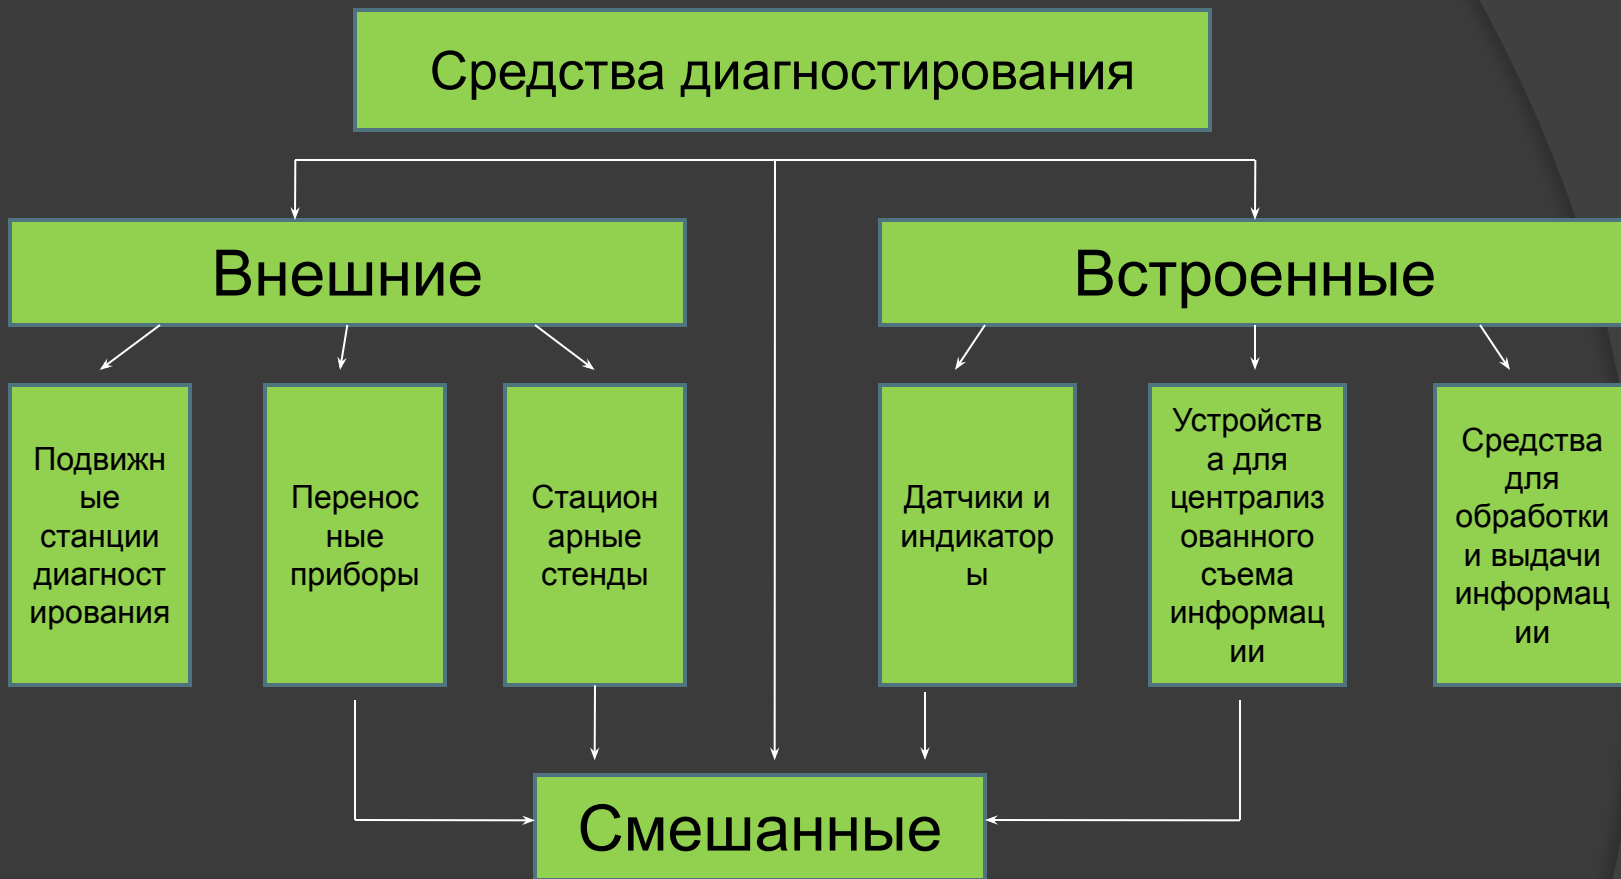 Средства диагностирования
Внешние
Встроенные
Подвижн
ые
станции
диагност
ирования
Перенос
ные
приборы
Стацион
арные
стенды
Датчики и
индикатор
ы
Устройств
а для
централиз
ованного
съема
информац
ии
Средства
для
обработки
и выдачи
информац
ии
Смешанные